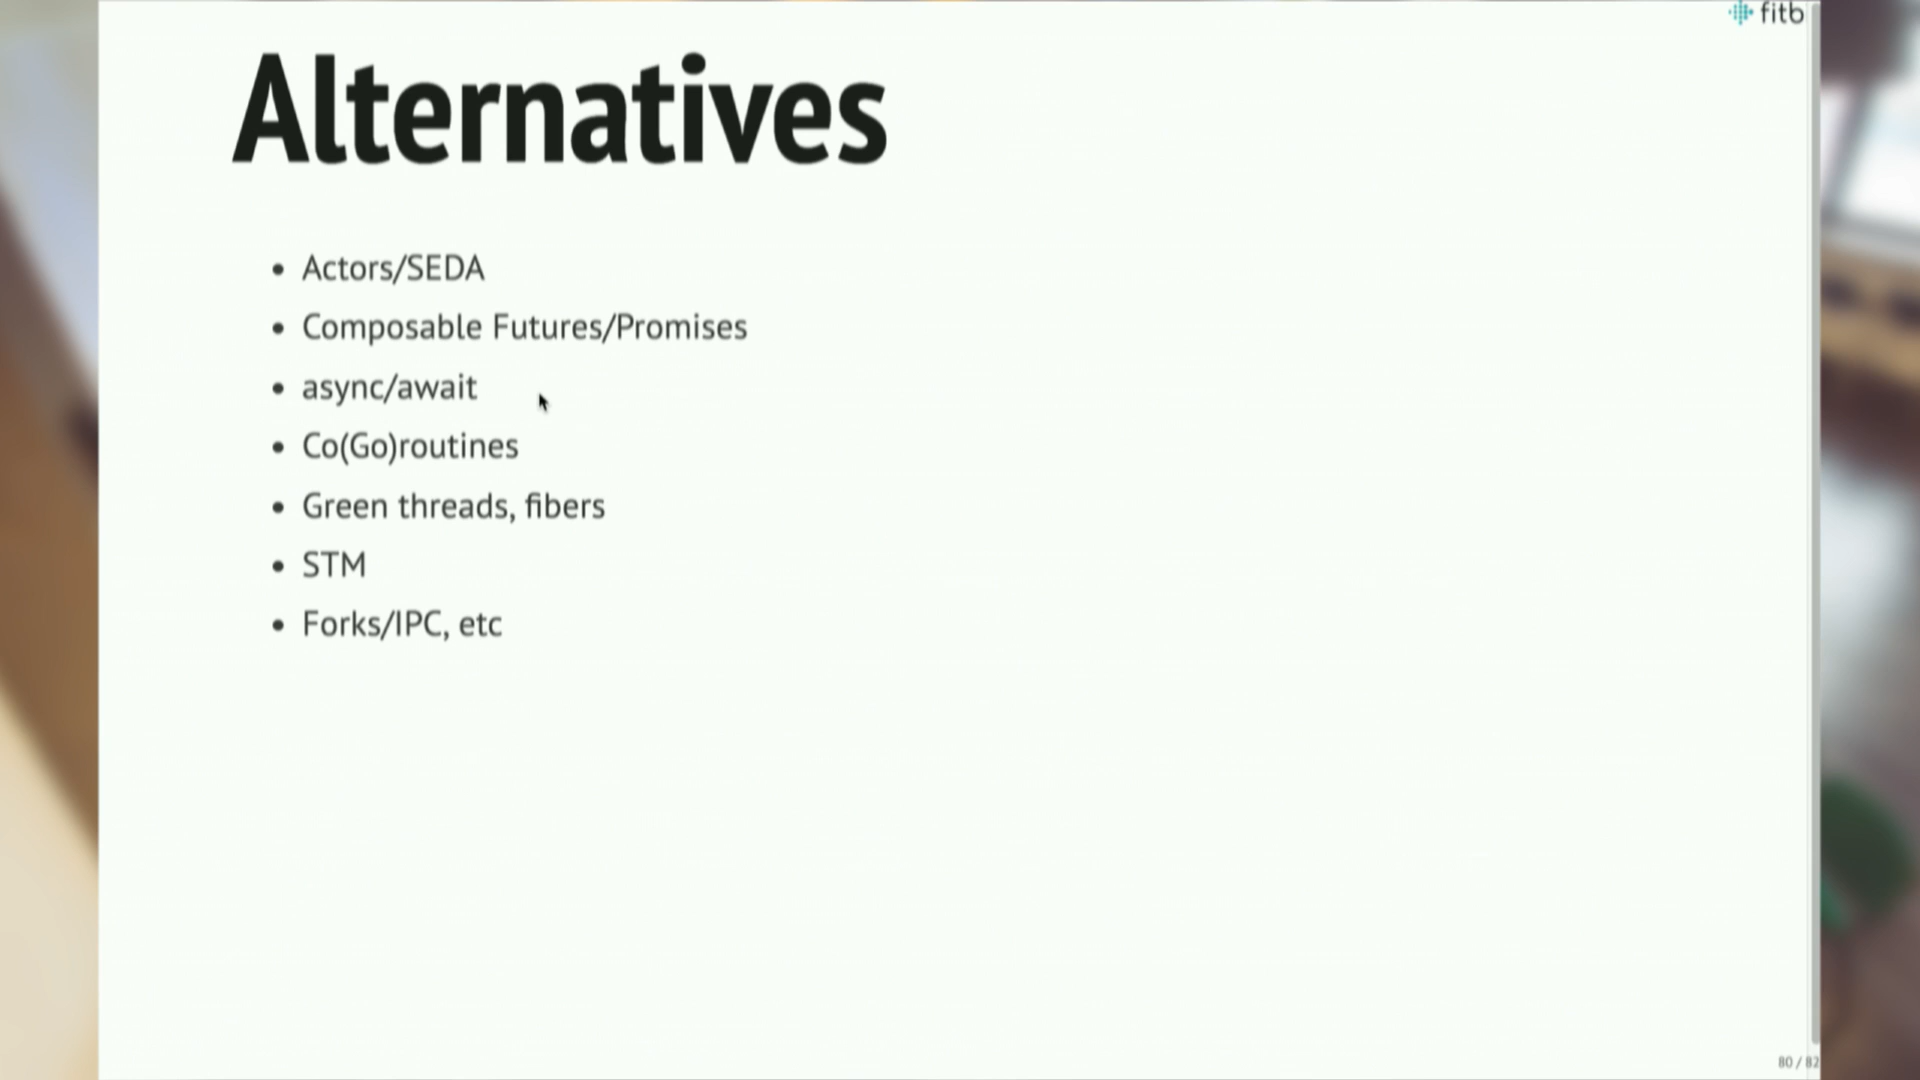 fitb
Alternatives
• Actors/SEDA
• Composable Futures/Promises
• async/await
• Co(Go)routines
• Green threads, fibers
• STM
• Forks/IPC, etc
80 / 82